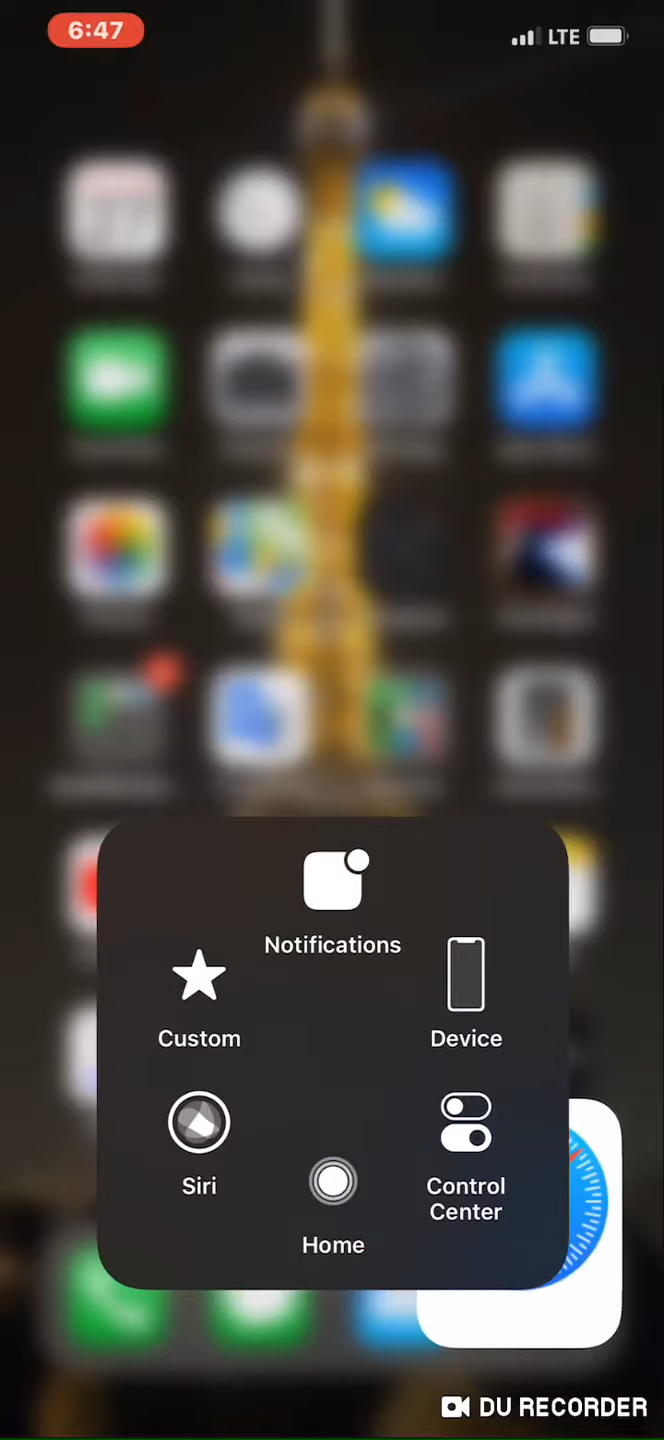 6:47
LTE
Notifications
Custom
Device
Siri
Control
Center
Home
DU RECORDER